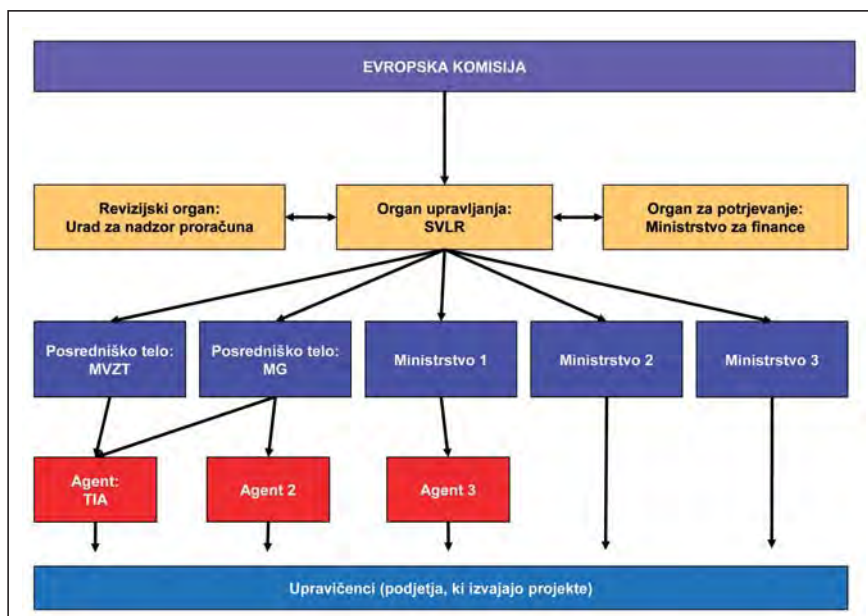 EVROPSKA KOMISIJA
Revizijski organ:
Urad za nadzor proračuna
Organ upravljanja:
SVLR
Organ za potrjevanje:
Ministrstvo za finance
Posredniško telo:
MVZT
Posredniško telo:
MG
Ministrstvo 1
Ministrstvo 2
Ministrstvo 3
Agent:
TIA
Agent 2
Agent 3
Upravičenci (podjetja, ki izvajajo projekte)